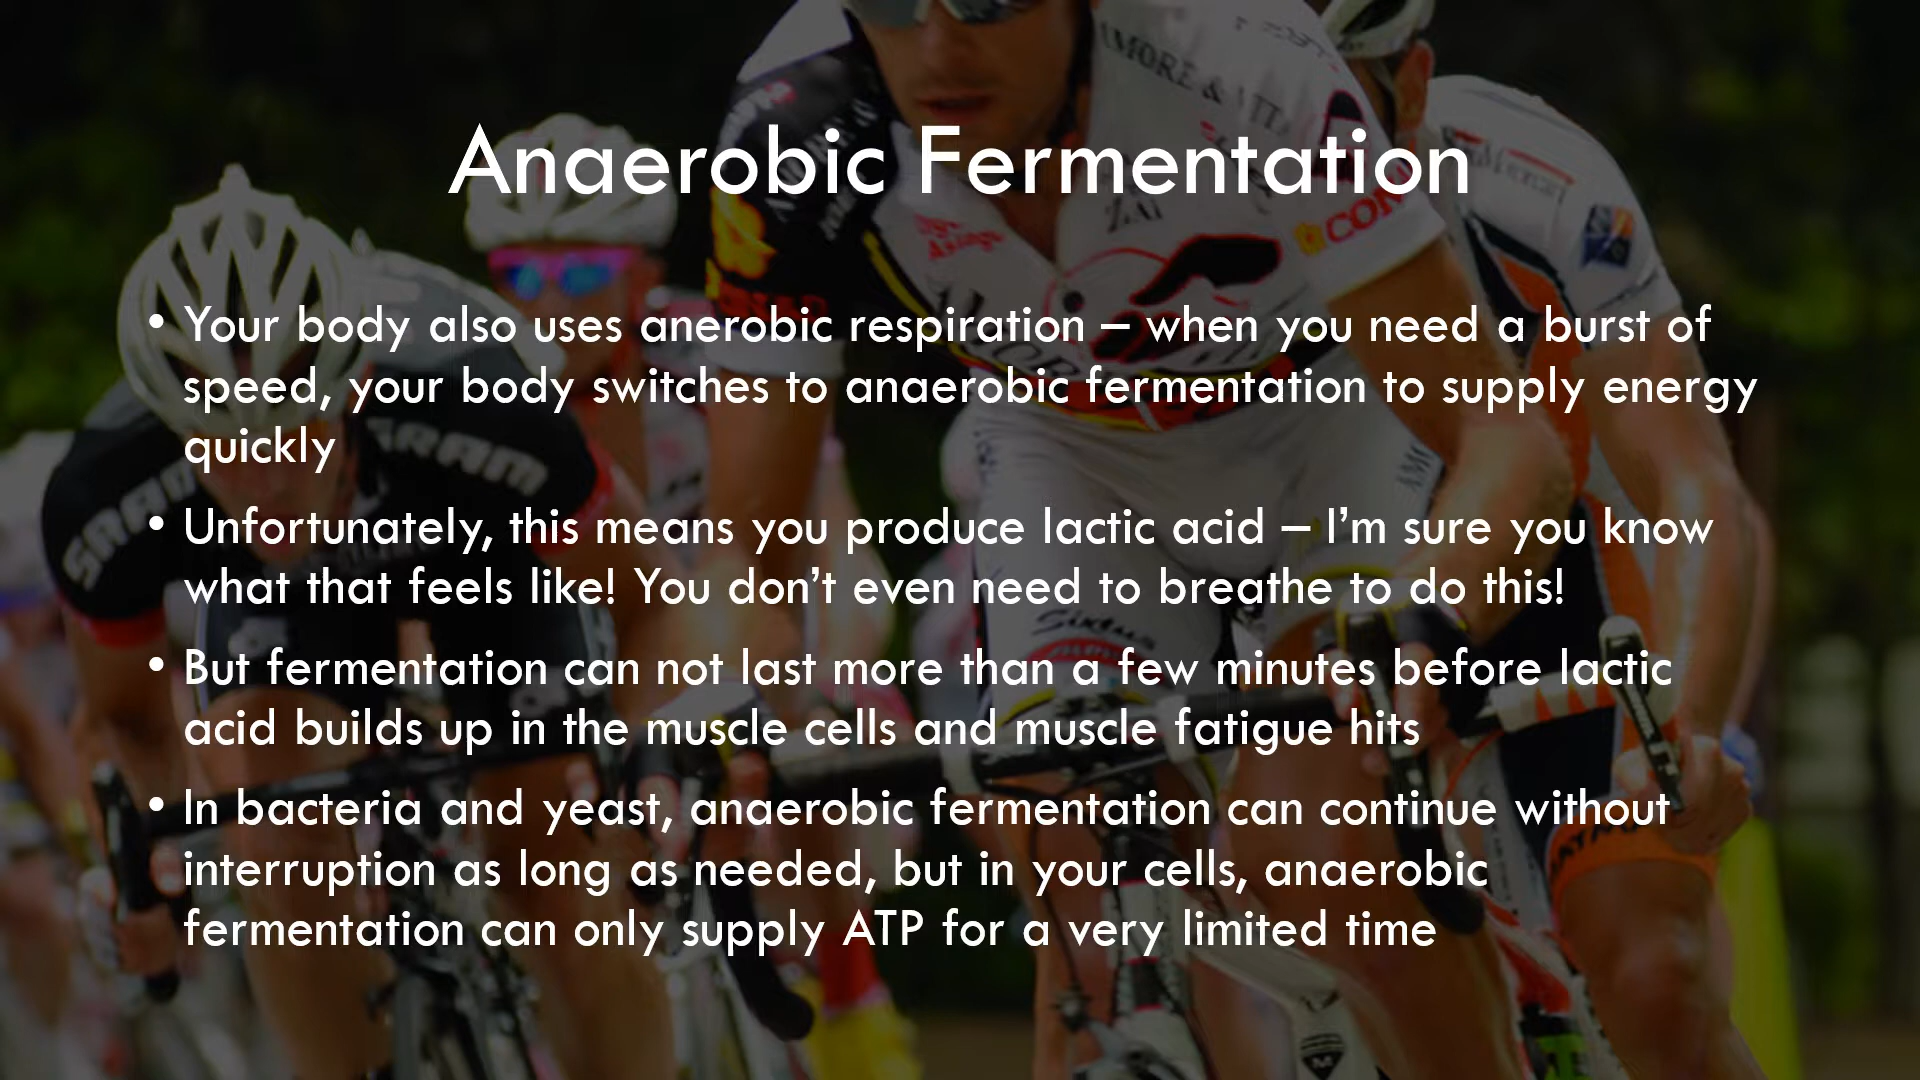 Anaerobic Fermentation
• Your body also uses anerobic respiration – when you need a burst of
speed, your body switches to anaerobic fermentation to supply energy
quickly
• Unfortunately, this means you produce lactic acid – I’m sure you know
what that feels like! You don’t even need to breathe to do this!
• But fermentation can not last more than a few minutes before lactic
acid builds up in the muscle cells and muscle fatigue hits
• In bacteria and yeast, anaerobic fermentation can continue without
interruption as long as needed, but in your cells, anaerobic
fermentation can only supply ATP for a very limited time
SRAM
SRAM